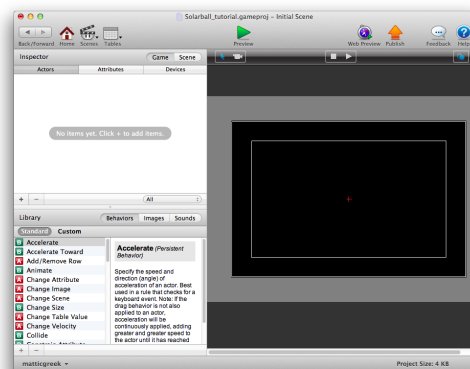 Solarball_tutorial.gameproj – Initial Scene
Back/Forward Home Scenes Tables Preview Web Preview Publish Feedback Help
Inspector Game Scene
Actors Attributes Devices
No items yet. Click + to add items.
+ − (All
Library Behaviors Images Sounds
Standard Custom
B Accelerate
B Accelerate Toward
A Add/Remove Row
B Animate
A Change Attribute
A Change Image
A Change Scene
B Change Size
A Change Table Value
A Change Velocity
B Collide
B Constrain Attribute
Accelerate (Persistent
Behavior)
Specify the speed and
direction (angle) of
acceleration of an actor. Best
used in a rule that checks for a
keyboard event. Note: If the
drag behavior is not also
applied to an actor,
acceleration will be
continuously applied, adding
greater and greater speed to
the actor until it has reached
matticgreek Project Size: 4 KB